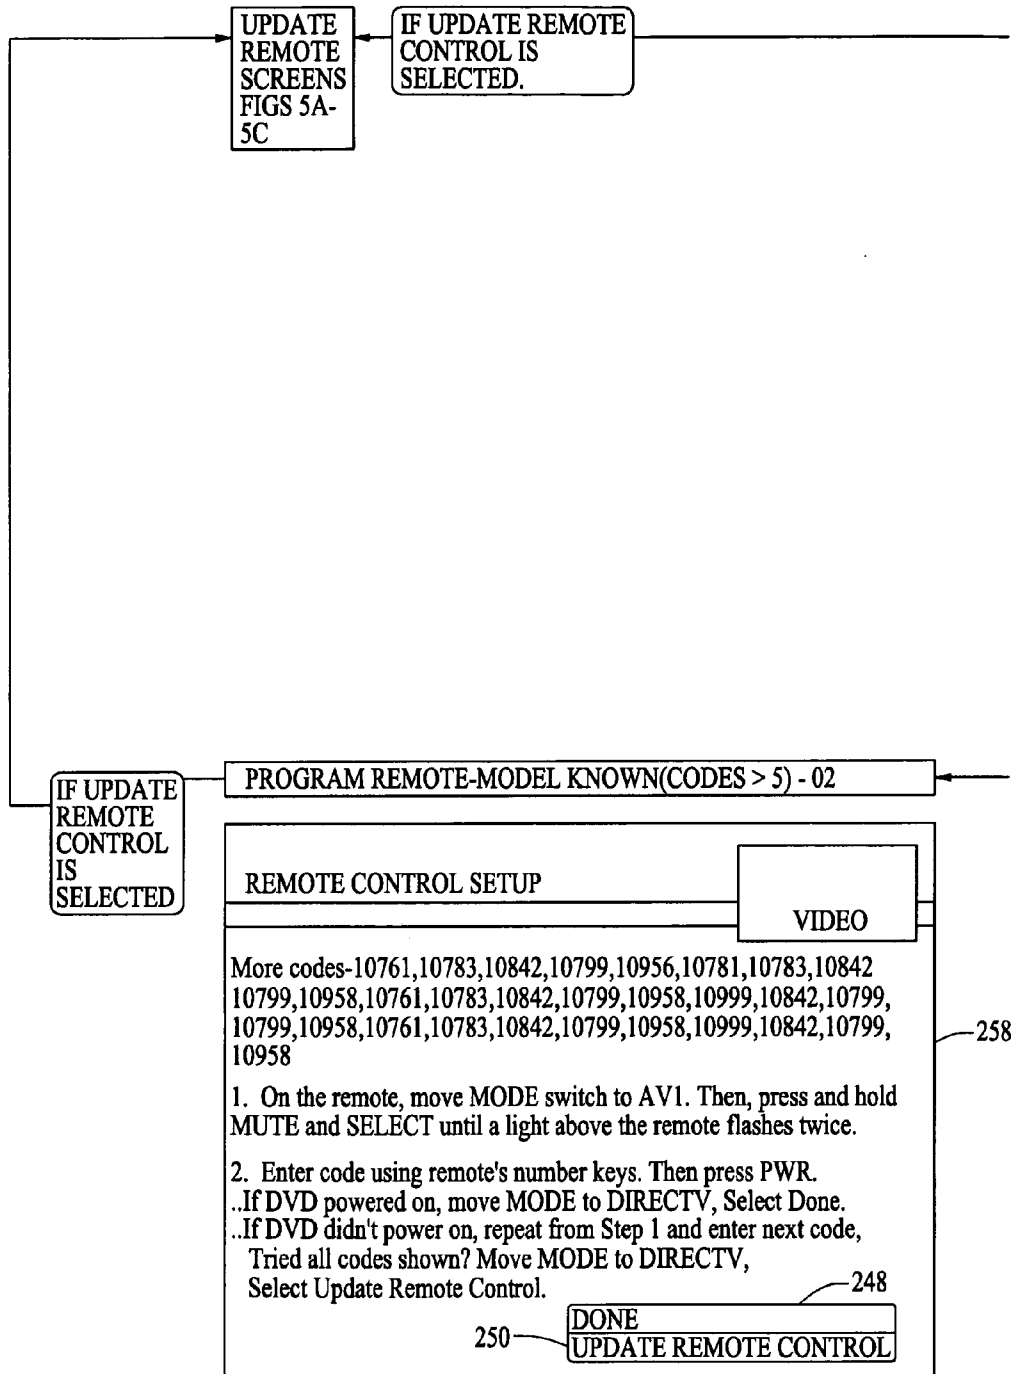 UPDATE
REMOTE
SCREENS
FIGS 5A-
5C
IF UPDATE REMOTE
CONTROL IS
SELECTED.
IF UPDATE
REMOTE
CONTROL
IS
SELECTED
PROGRAM REMOTE-MODEL KNOWN(CODES > 5) - 02
REMOTE CONTROL SETUP
VIDEO
More codes-10761,10783,10842,10799,10956,10781,10783,10842
10799,10958,10761,10783,10842,10799,10958,10999,10842,10799,
10799,10958,10761,10783,10842,10799,10958,10999,10842,10799,
10958
258
1. On the remote, move MODE switch to AV1. Then, press and hold
MUTE and SELECT until a light above the remote flashes twice.
2. Enter code using remote's number keys. Then press PWR.
..If DVD powered on, move MODE to DIRECTV, Select Done.
..If DVD didn't power on, repeat from Step 1 and enter next code,
Tried all codes shown? Move MODE to DIRECTV,
Select Update Remote Control.
248
DONE
250
UPDATE REMOTE CONTROL